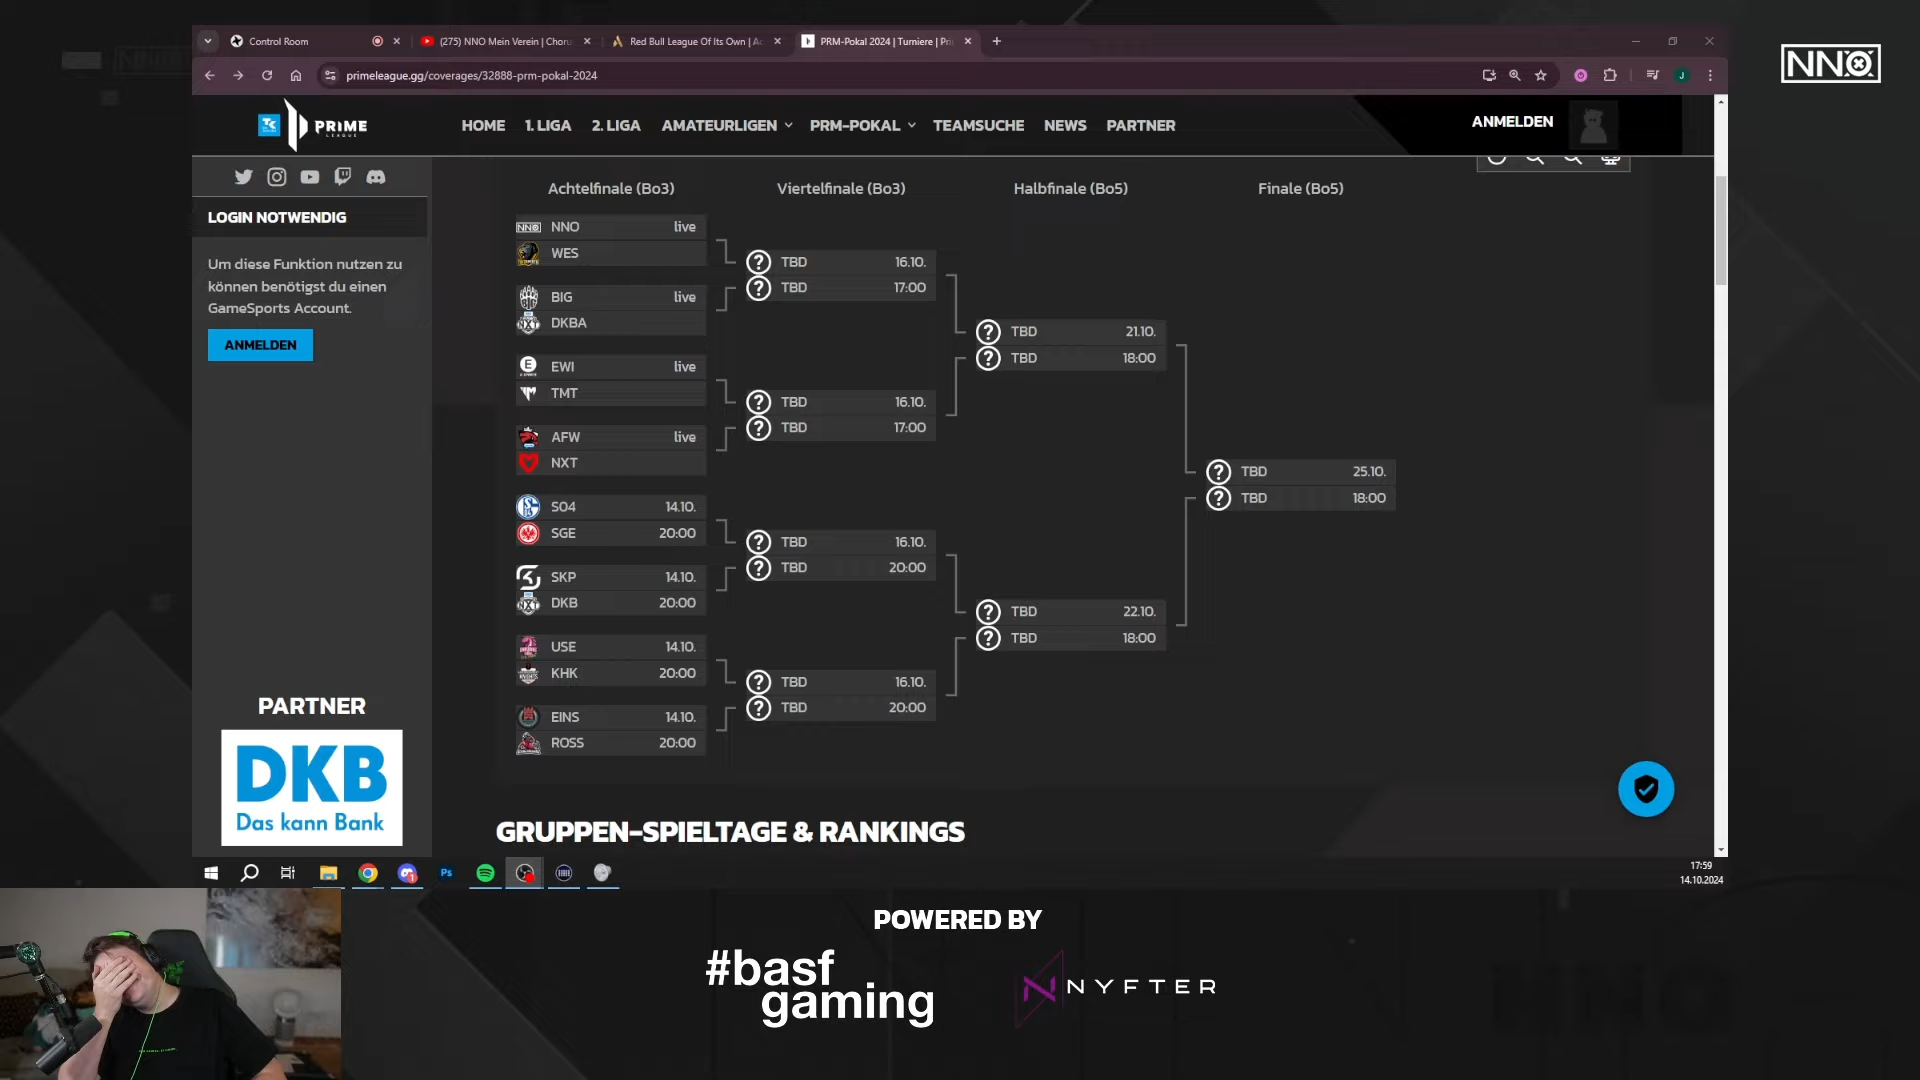 Control Room
(275) NNO Mein Verein | Choru
Red Bull League Of Its Own | Ac
PRM-Pokal 2024 | Turniere | Pri
primeleague.gg/coverages/32888-prm-pokal-2024
J
NNO
TK
PRIME
LEAGUE
HOME
1. LIGA
2. LIGA
AMATEURLIGEN
PRM-POKAL
TEAMSUCHE
NEWS
PARTNER
ANMELDEN
LOGIN NOTWENDIG
Um diese Funktion nutzen zu
können benötigst du einen
GameSports Account.
ANMELDEN
PARTNER
DKB
Das kann Bank
Achtelfinale (Bo3)
Viertelfinale (Bo3)
Halbfinale (Bo5)
Finale (Bo5)
NNO live
WES
BIG live
DKBA
EWI live
TMT
AFW live
NXT
S04 14.10.
SGE 20:00
SKP 14.10.
DKB 20:00
USE 14.10.
KHK 20:00
EINS 14.10.
ROSS 20:00
TBD 16.10.
TBD 17:00
TBD 16.10.
TBD 17:00
TBD 16.10.
TBD 20:00
TBD 16.10.
TBD 20:00
TBD 21.10.
TBD 18:00
TBD 22.10.
TBD 18:00
TBD 25.10.
TBD 18:00
GRUPPEN-SPIELTAGE & RANKINGS
Ps
17:59
14.10.2024
POWERED BY
#basf
gaming
NYFTER